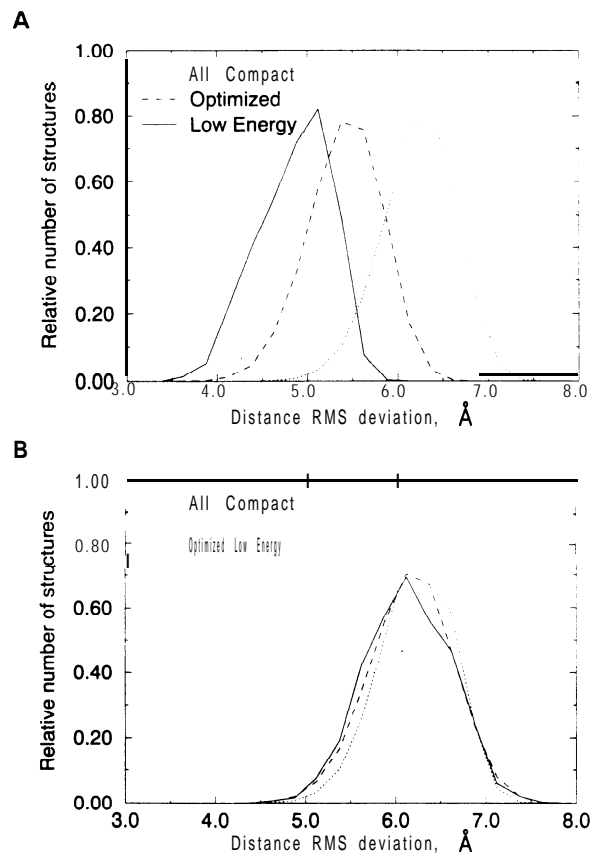 A
1.00
0.80
0.60
0.40
0.20
0.00
Relative number of structures
All Compact
Optimized
Low Energy
3.0 4.0 5.0 6.0 7.0 8.0
Distance RMS deviation, Å
B
1.00
0.80
0.60
0.40
0.20
0.00
Relative number of structures
All Compact
Optimized Low Energy
3.0 4.0 5.0 6.0 7.0 8.0
Distance RMS deviation, Å